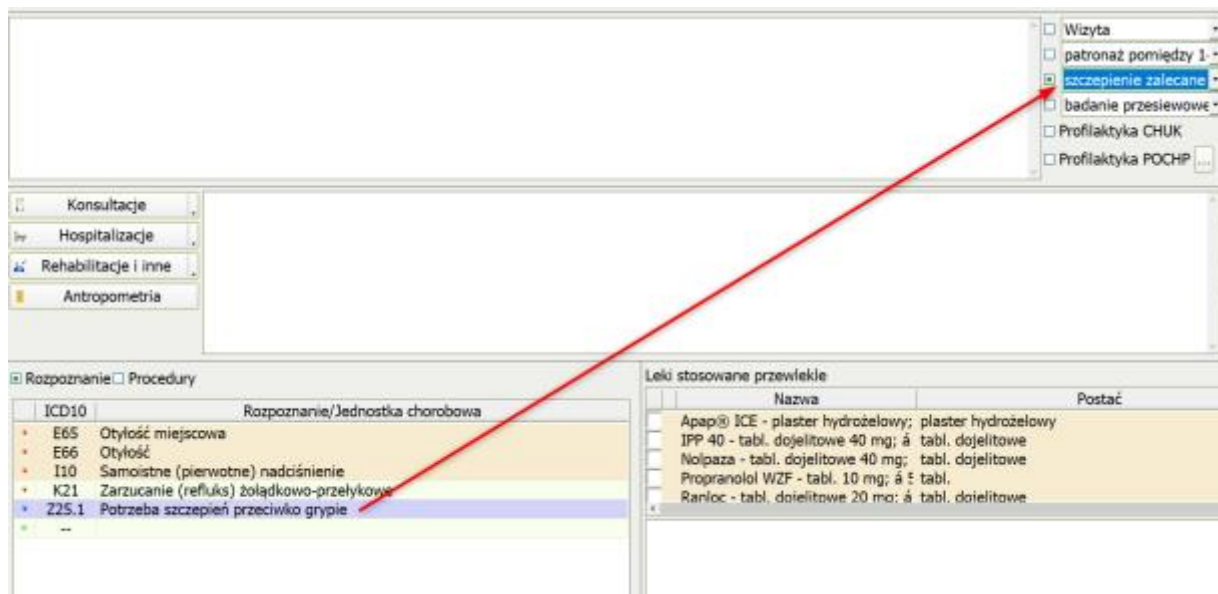 Wizyta
patronaż pomiędzy 1-
szczepienie zalecane
badanie przesiewowe
Profilaktyka CHUK
Profilaktyka POCHP ...
Konsultacje
Hospitalizacje
Rehabilitacje i inne
Antropometria
Rozpoznanie Procedury
ICD10 Rozpoznanie/Jednostka chorobowa
E65 Otyłość miejscowa
E66 Otyłość
I10 Samoistne (pierwotne) nadciśnienie
K21 Zarzucanie (refluks) żołądkowo-przełykowe
Z25.1 Potrzeba szczepień przeciwko grypie
--
Leki stosowane przewlekle
Nazwa Postać
Apap® ICE - plaster hydrożelowy; plaster hydrożelowy
IPP 40 - tabl. dojelitowe 40 mg; á tabl. dojelitowe
Nolpaza - tabl. dojelitowe 40 mg; tabl. dojelitowe
Propranolol WZF - tabl. 10 mg; á 5 tabl.
Ranloc - tabl. dojelitowe 20 mg; á tabl. dojelitowe